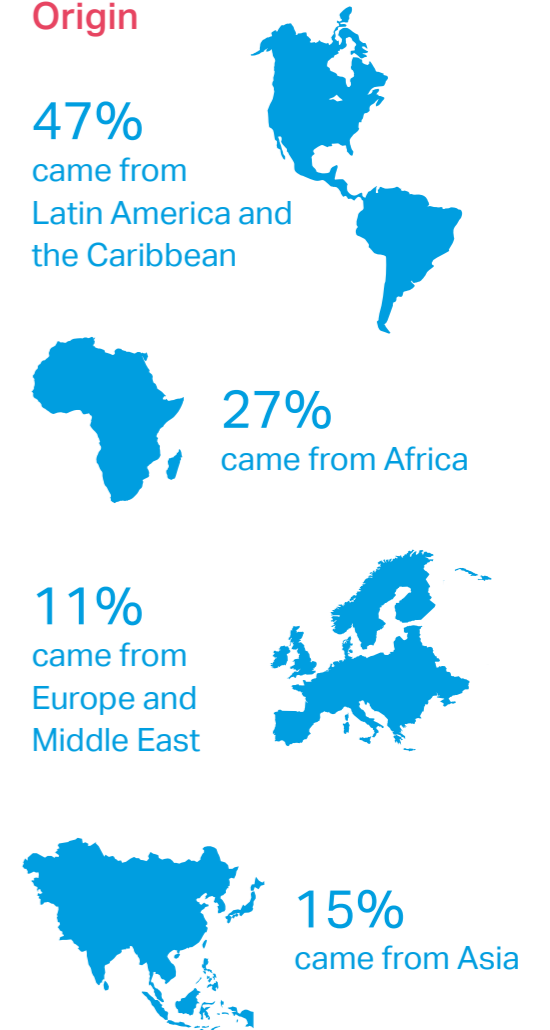 Origin
47%
came from
Latin America and
the Caribbean
27%
came from Africa
11%
came from
Europe and
Middle East
15%
came from Asia